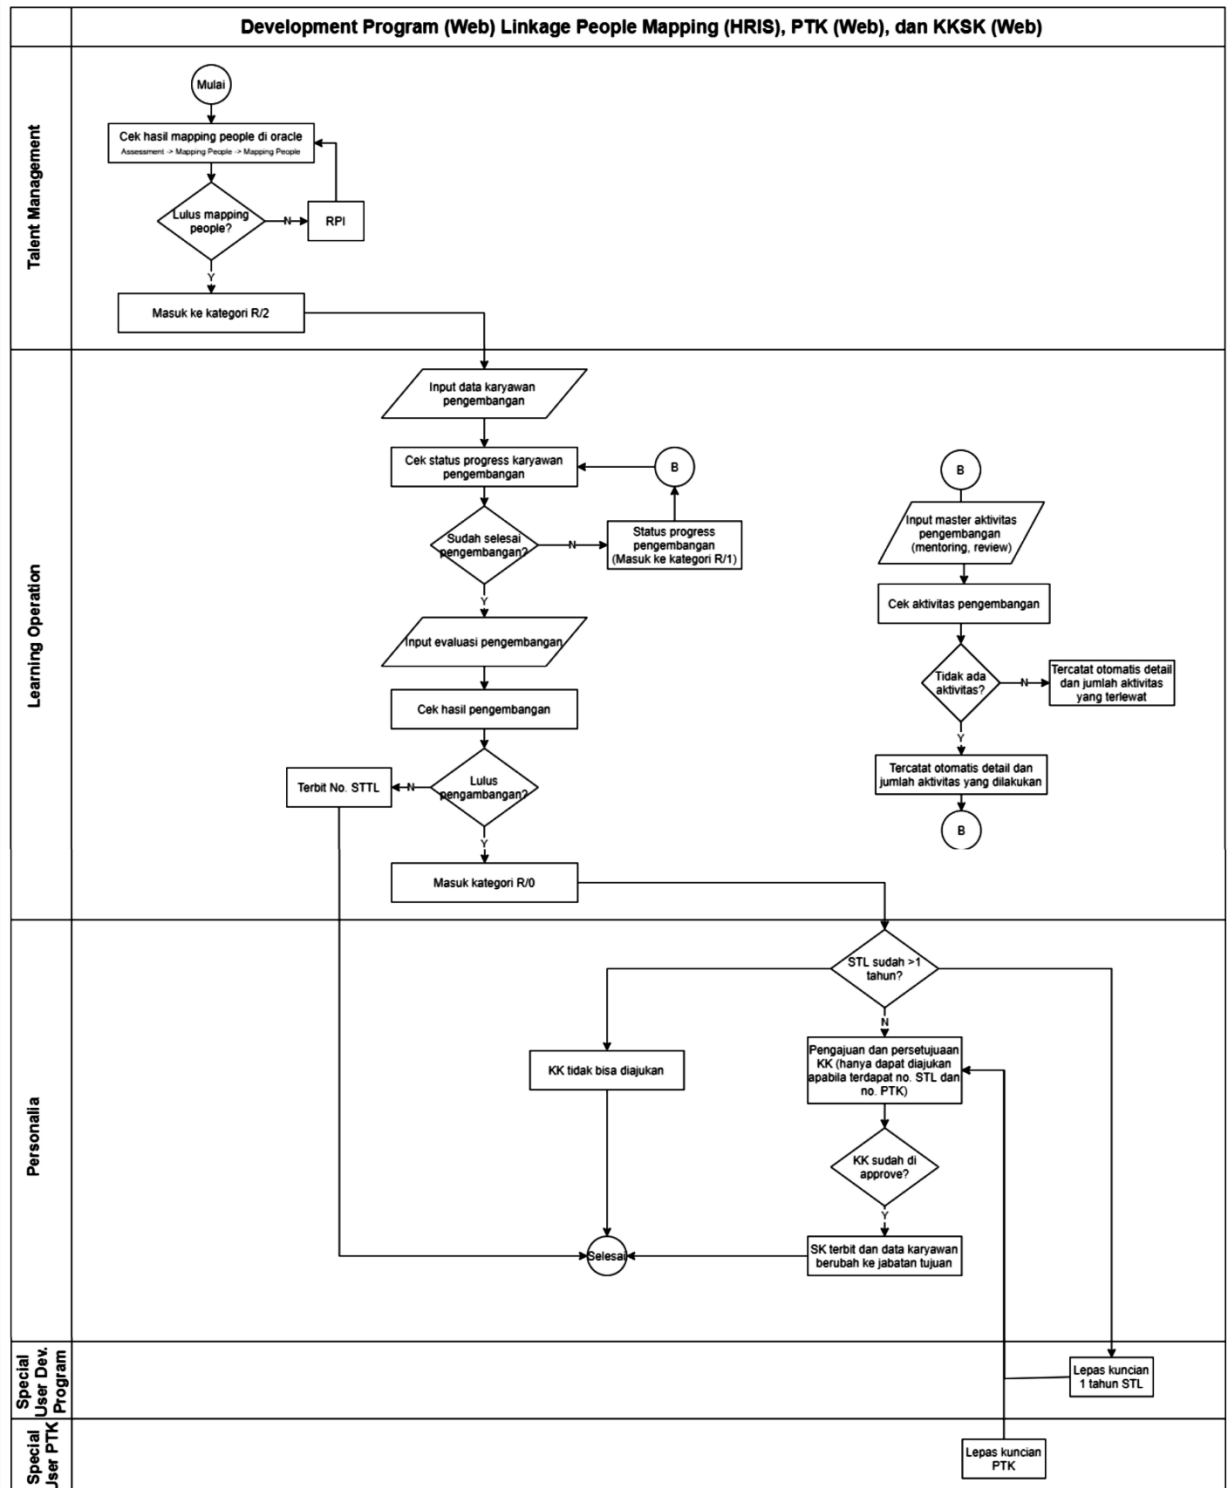 Development Program (Web) Linkage People Mapping (HRIS), PTK (Web), dan KKSK (Web)
Talent Management
Mulai
Cek hasil mapping people di oracle
Assessment -> Mapping People -> Mapping People
Lulus mapping
people?
N
RPI
Y
Masuk ke kategori R/2
Learning Operation
Input data karyawan
pengembangan
Cek status progress karyawan
pengembangan
B
Sudah selesai
pengembangan?
N
Status progress
pengembangan
(Masuk ke kategori R/1)
Y
Input evaluasi pengembangan
Cek hasil pengembangan
Lulus
pengambangan?
N
Terbit No. STTL
Y
Masuk kategori R/0
B
Input master aktivitas
pengembangan
(mentoring, review)
Cek aktivitas pengembangan
Tidak ada
aktivitas?
N
Tercatat otomatis detail
dan jumlah aktivitas
yang terlewat
Y
Tercatat otomatis detail dan
jumlah aktivitas yang dilakukan
B
Personalia
STL sudah >1
tahun?
N
KK tidak bisa diajukan
Pengajuan dan persetujuaan
KK (hanya dapat diajukan
apabila terdapat no. STL dan
no. PTK)
KK sudah di
approve?
Y
SK terbit dan data karyawan
berubah ke jabatan tujuan
Selesai
Special
User Dev.
Program
Lepas kuncian
1 tahun STL
Special
User PTK
Lepas kuncian
PTK